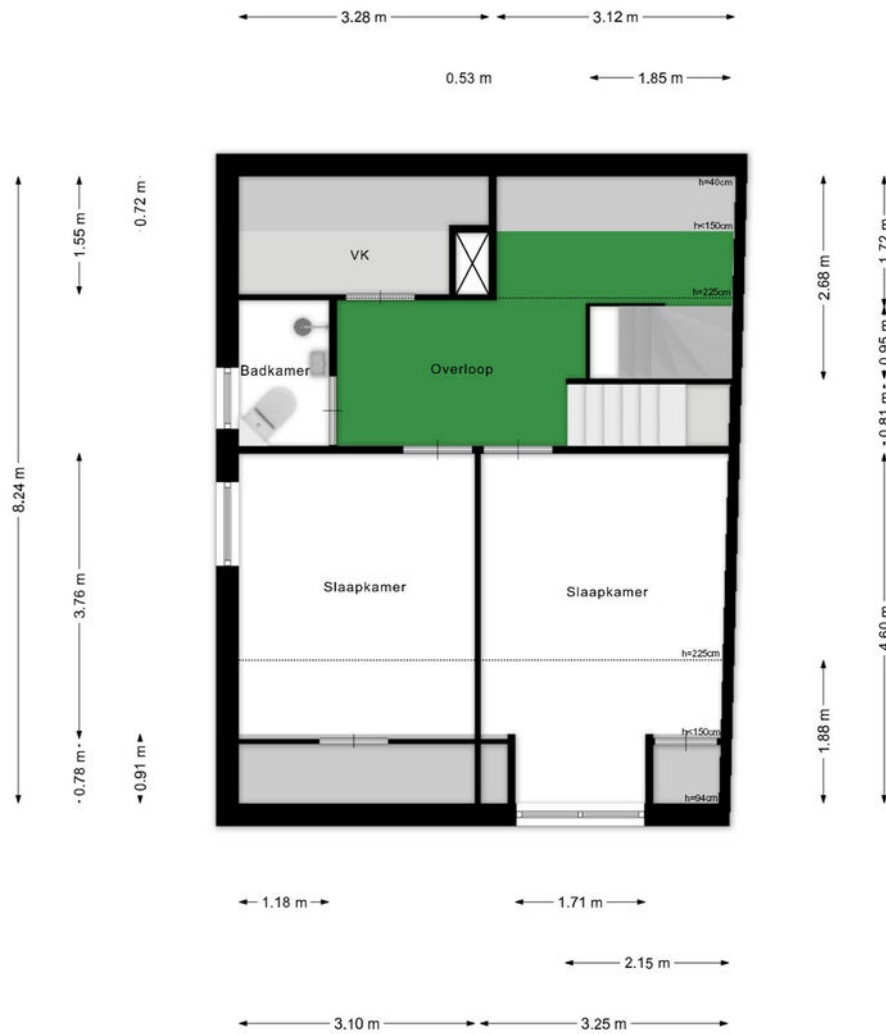 3.28 m
3.12 m
0.53 m
1.85 m
h=40cm
h<150cm
VK
h=225cm
Badkamer
Overloop
Slaapkamer
Slaapkamer
h=225cm
h<150cm
h=94cm
8.24 m
1.55 m
0.72 m
3.76 m
0.78 m
0.91 m
2.68 m
1.72 m
0.95 m
0.81 m
4.60 m
1.88 m
1.18 m
1.71 m
2.15 m
3.10 m
3.25 m